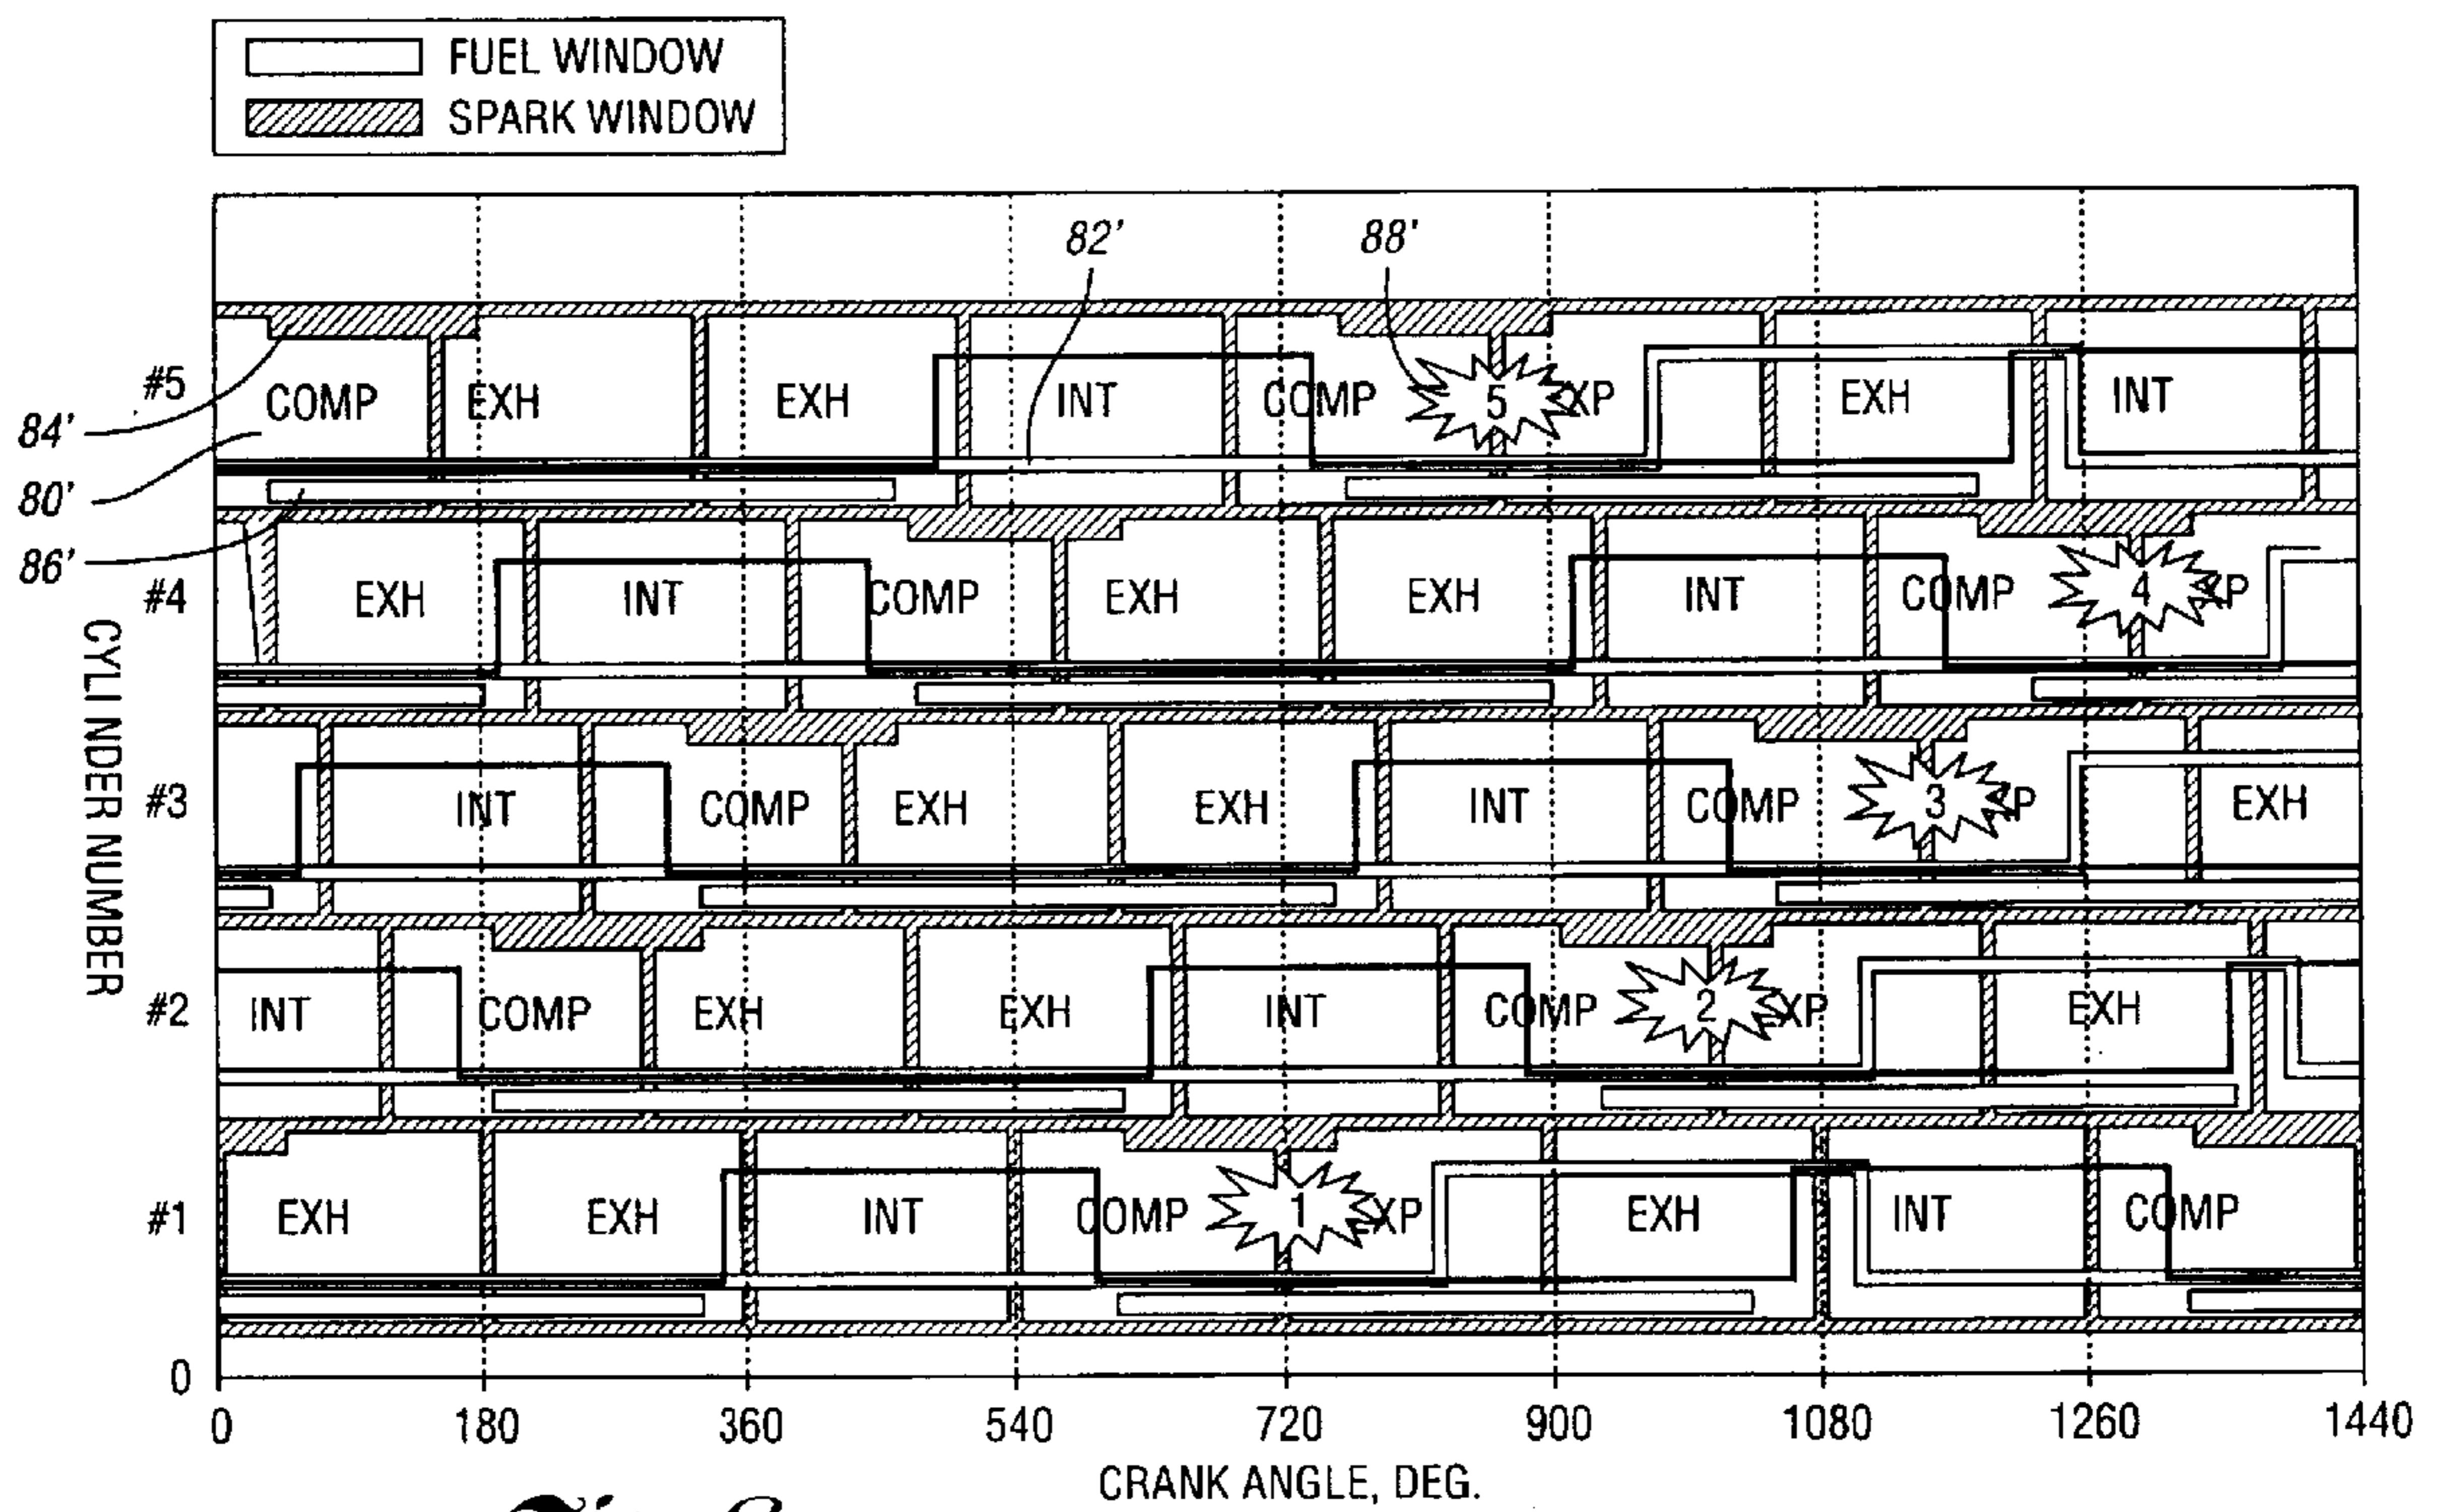 FUEL WINDOW
SPARK WINDOW
82' 88'
#5 COMP EXH EXH INT COMP 5 XP EXH INT
84'
80'
86'
#4 EXH INT COMP EXH EXH INT COMP 4 XP
#3 INT COMP EXH EXH INT COMP 3 XP EXH
#2 INT COMP EXH EXH INT COMP 2 EXP EXH
#1 EXH EXH INT COMP 1 EXP EXH INT COMP
CYLINDER NUMBER
0
0 180 360 540 720 900 1080 1260 1440
CRANK ANGLE, DEG.